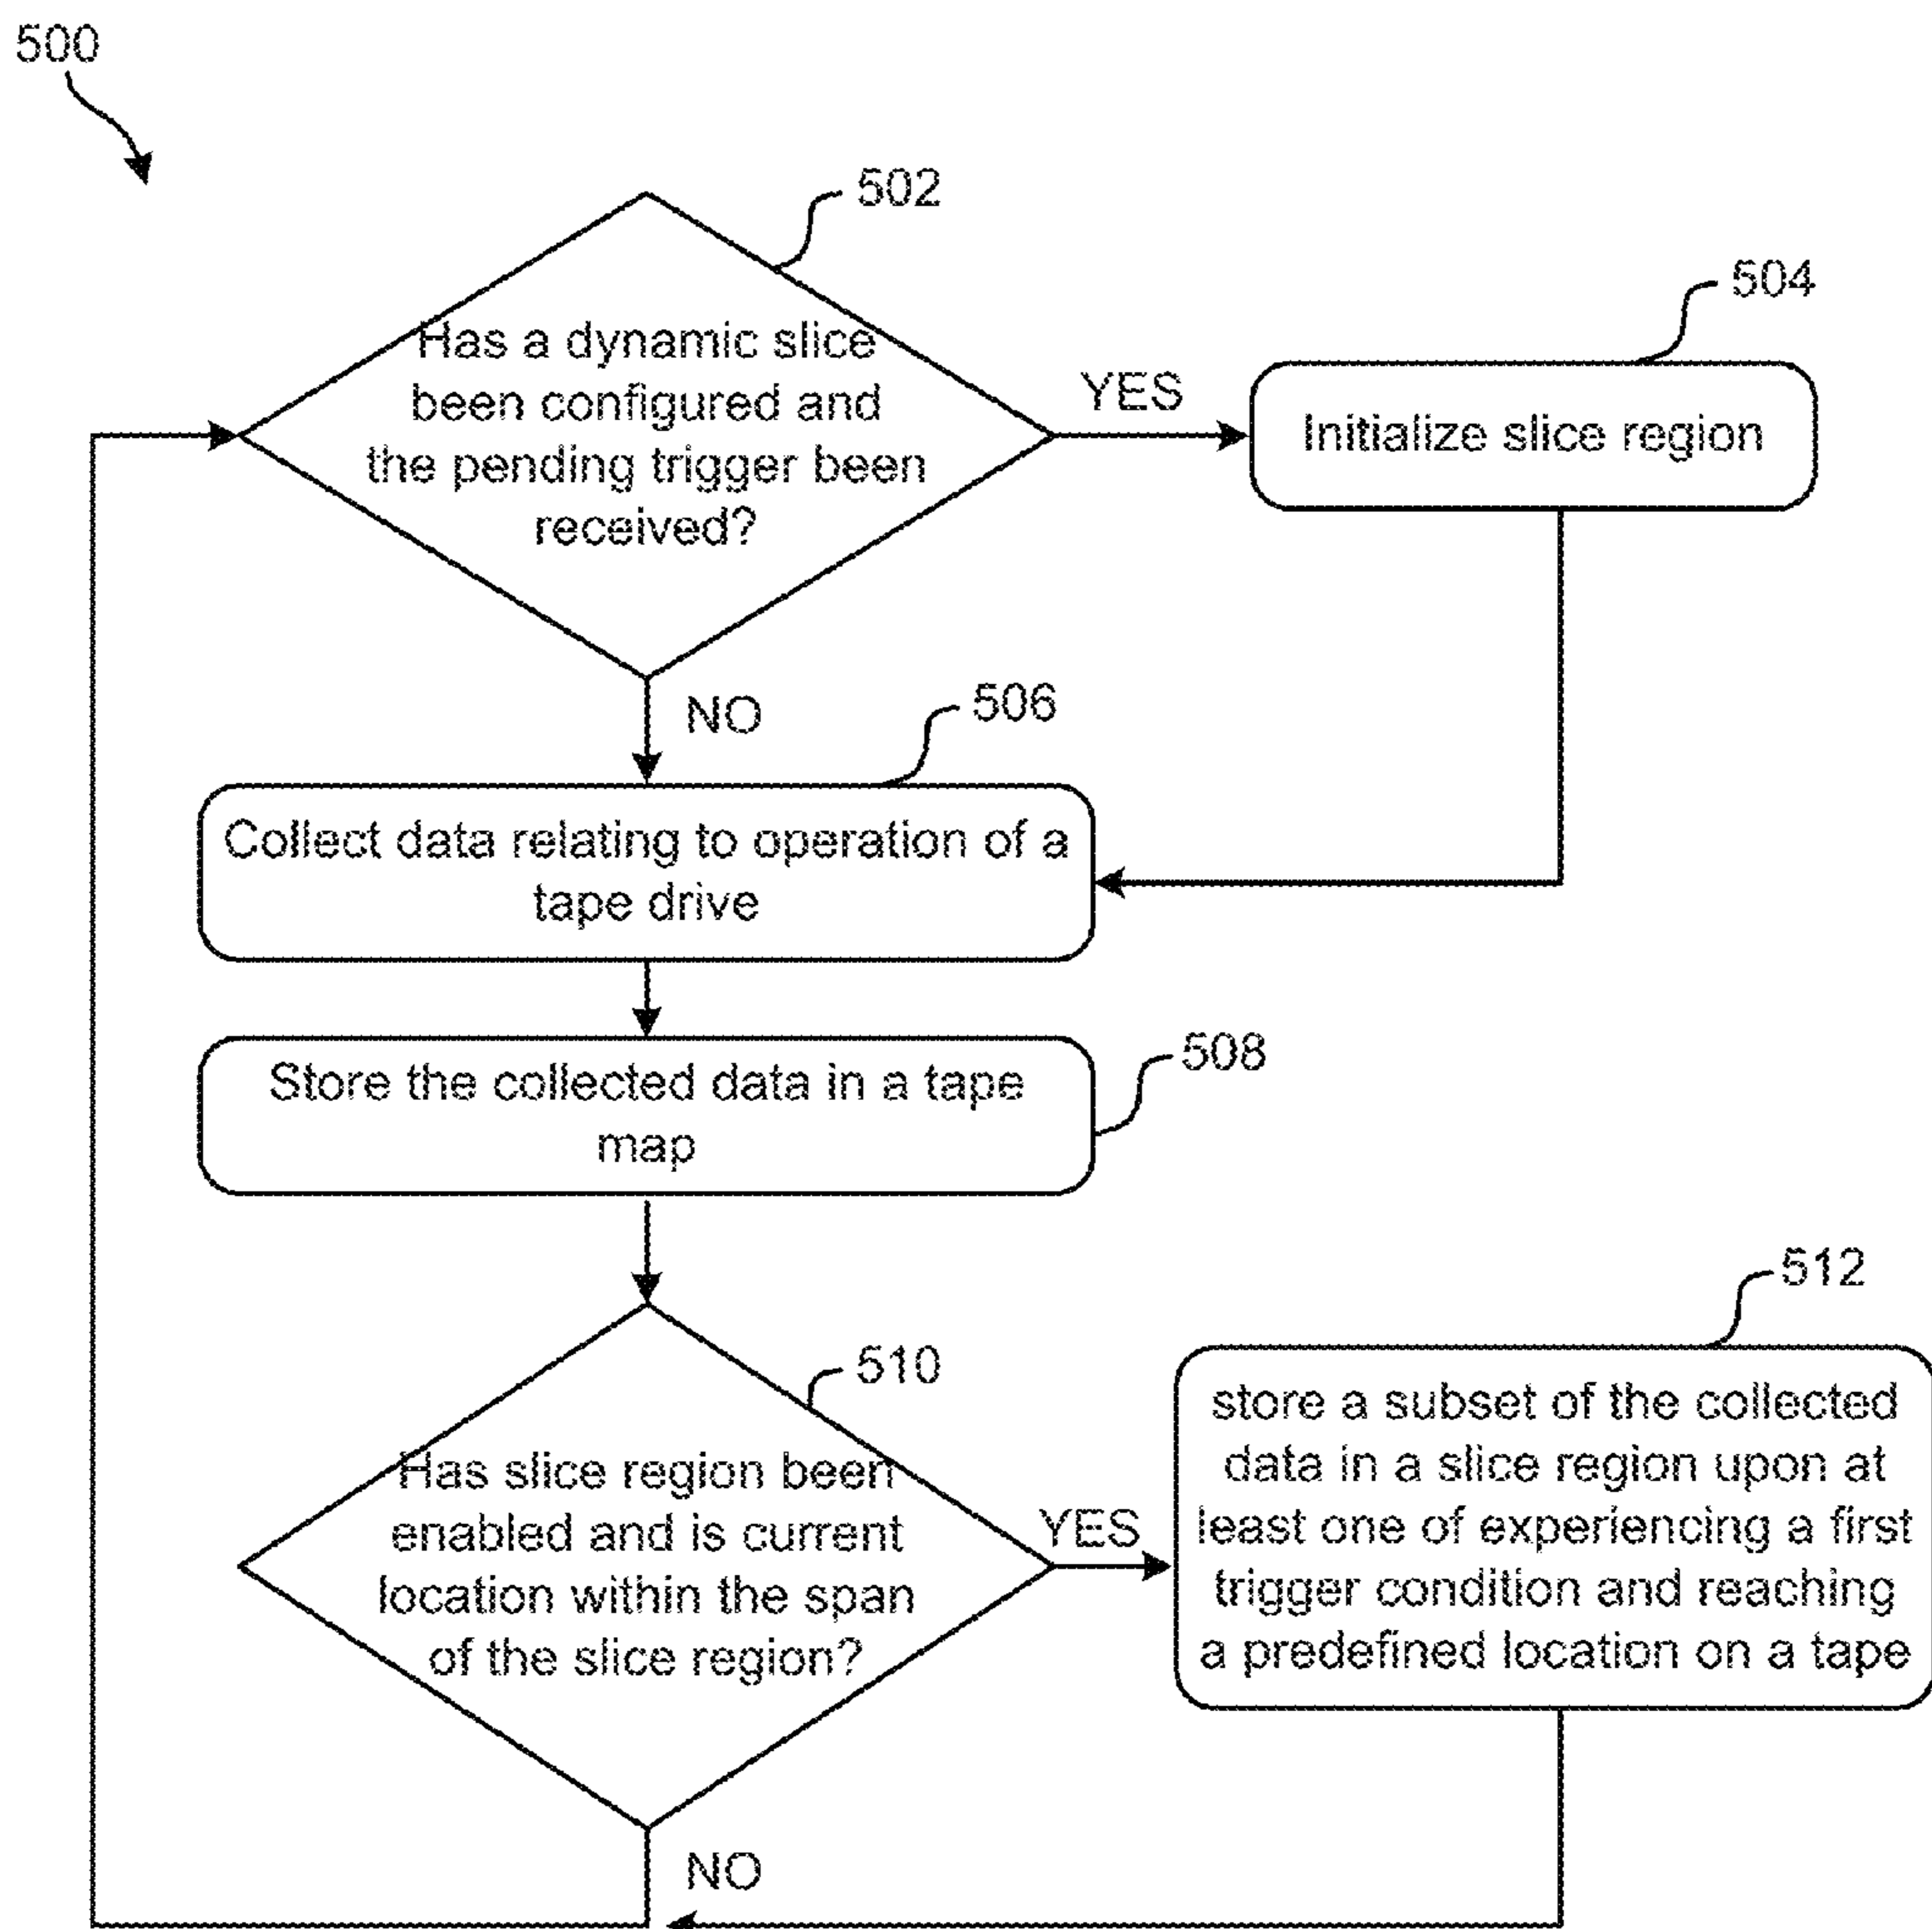 500
502
Has a dynamic slice
been configured and
the pending trigger been
received?
YES
504
Initialize slice region
NO
506
Collect data relating to operation of a
tape drive
508
Store the collected data in a tape
map
510
Has slice region been
enabled and is current
location within the span
of the slice region?
YES
512
store a subset of the collected
data in a slice region upon at
least one of experiencing a first
trigger condition and reaching
a predefined location on a tape
NO